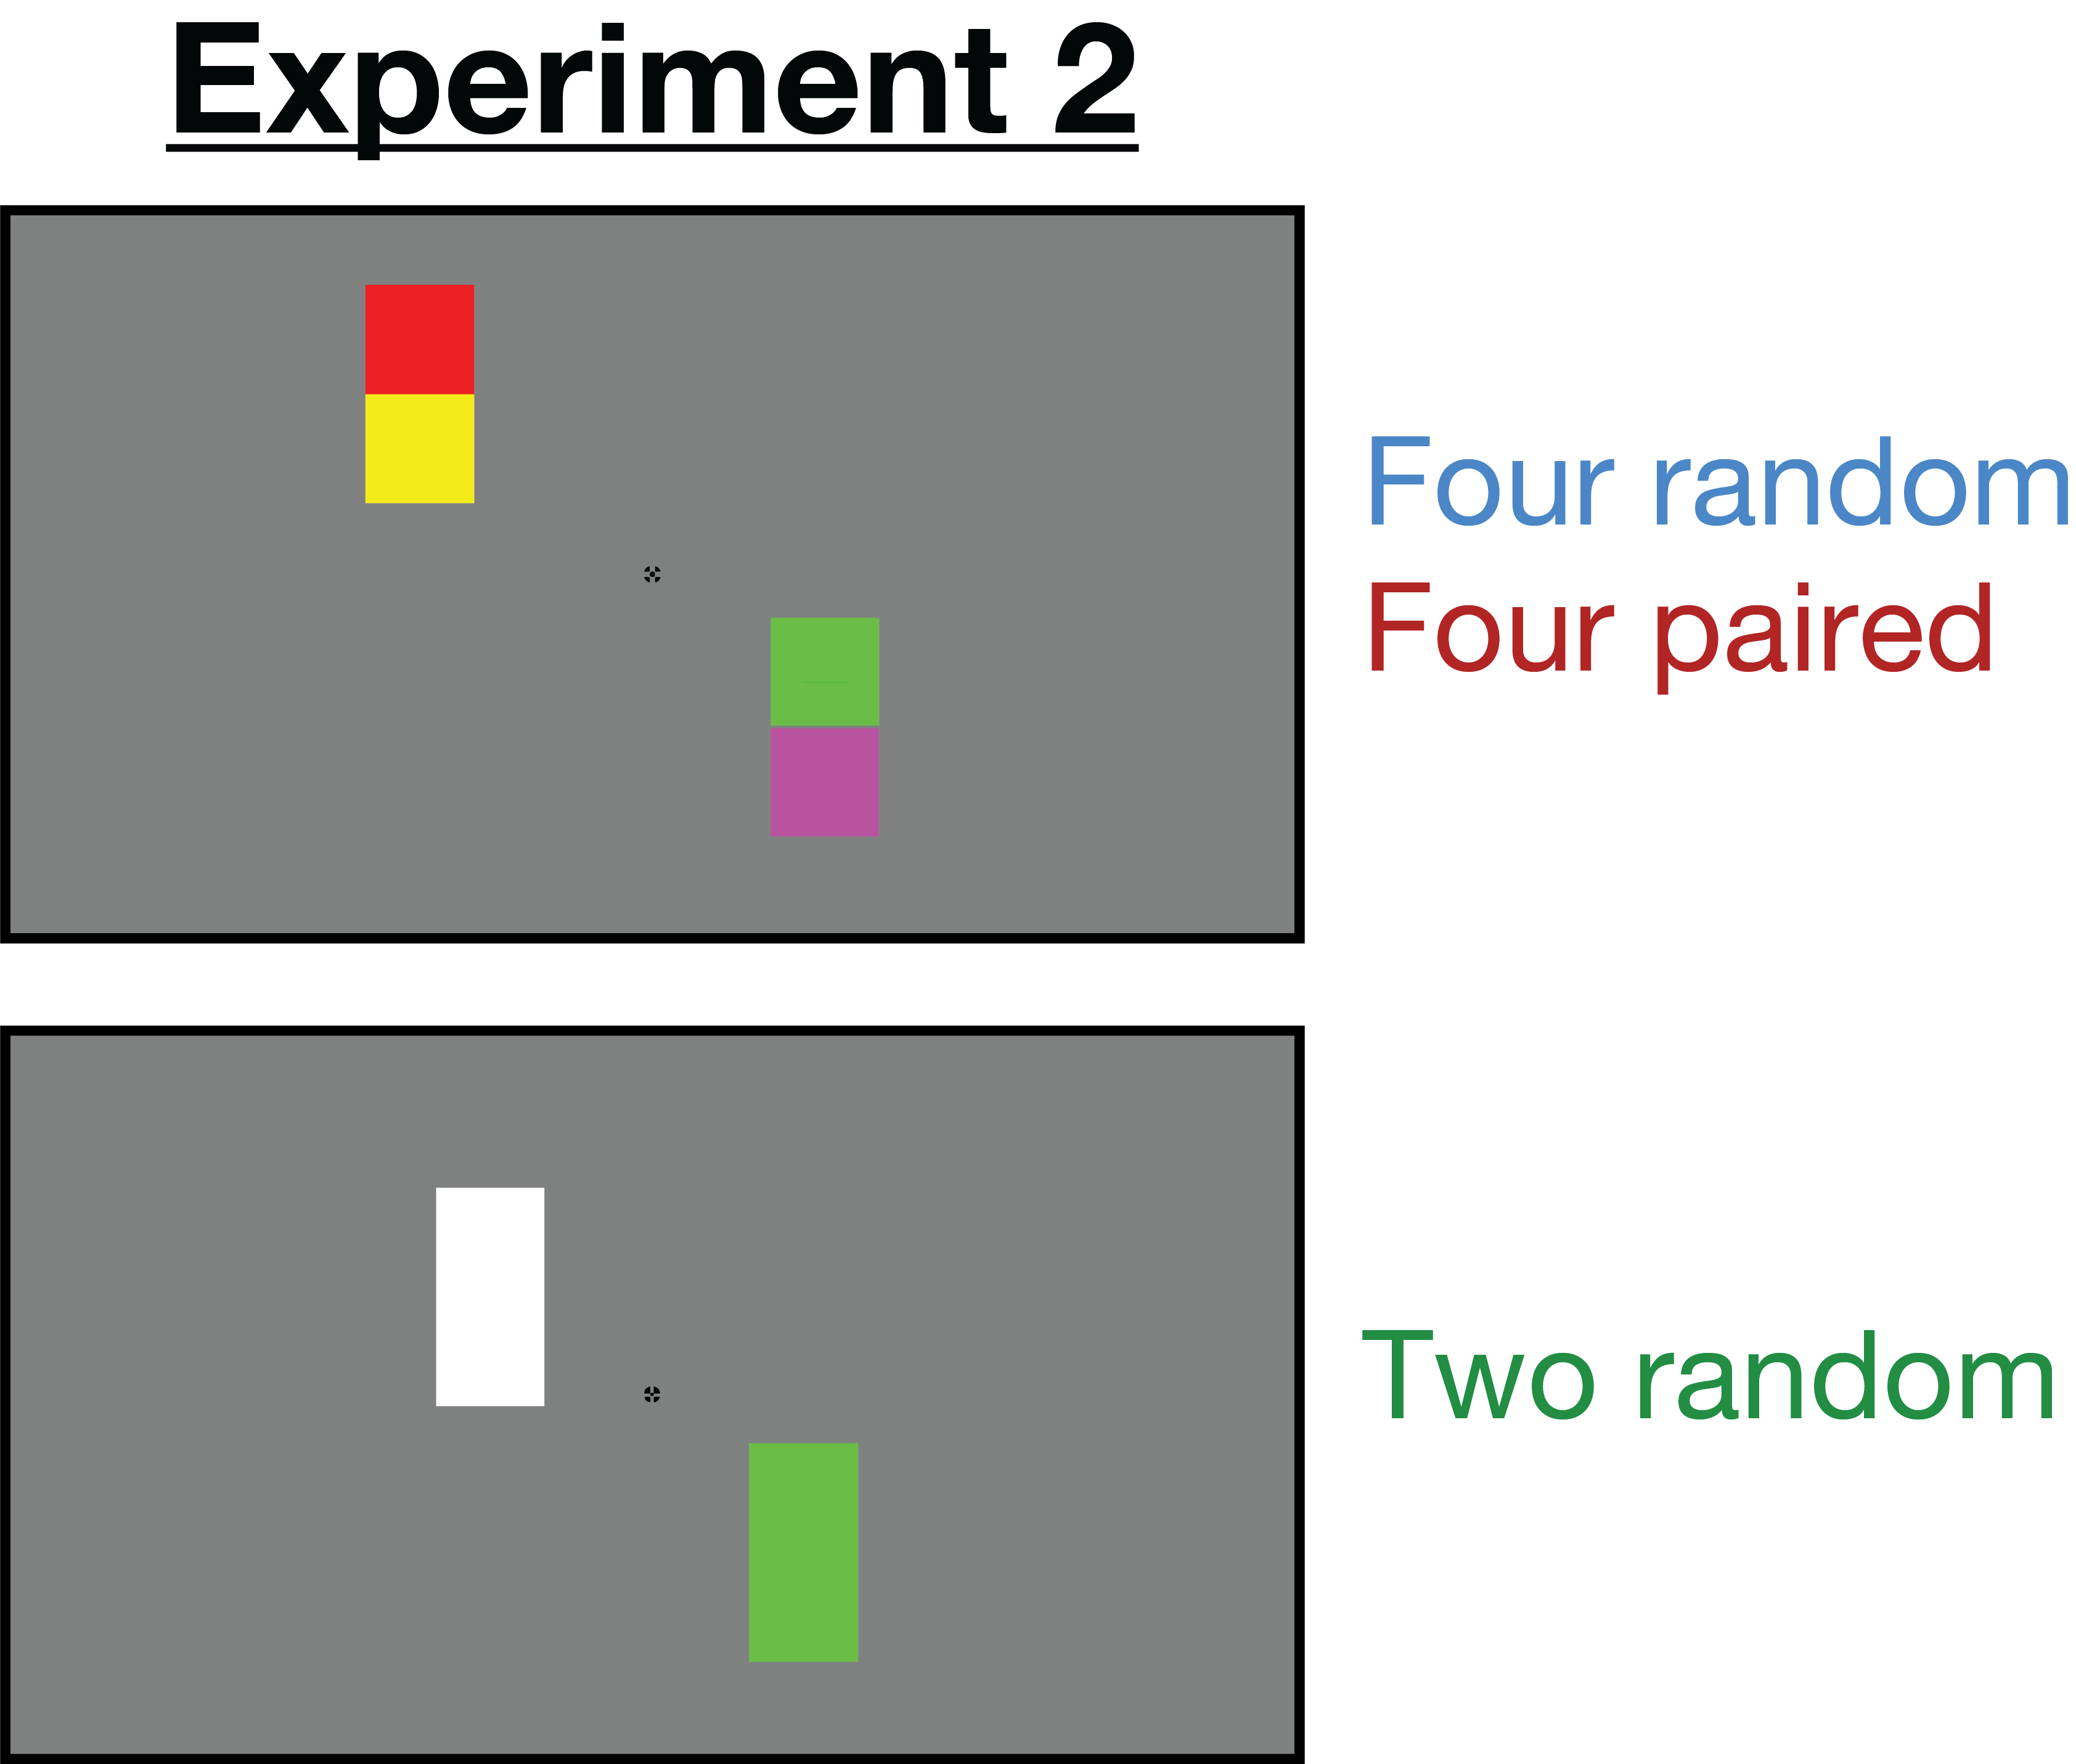 Experiment 2
Four random
Four paired
Two random